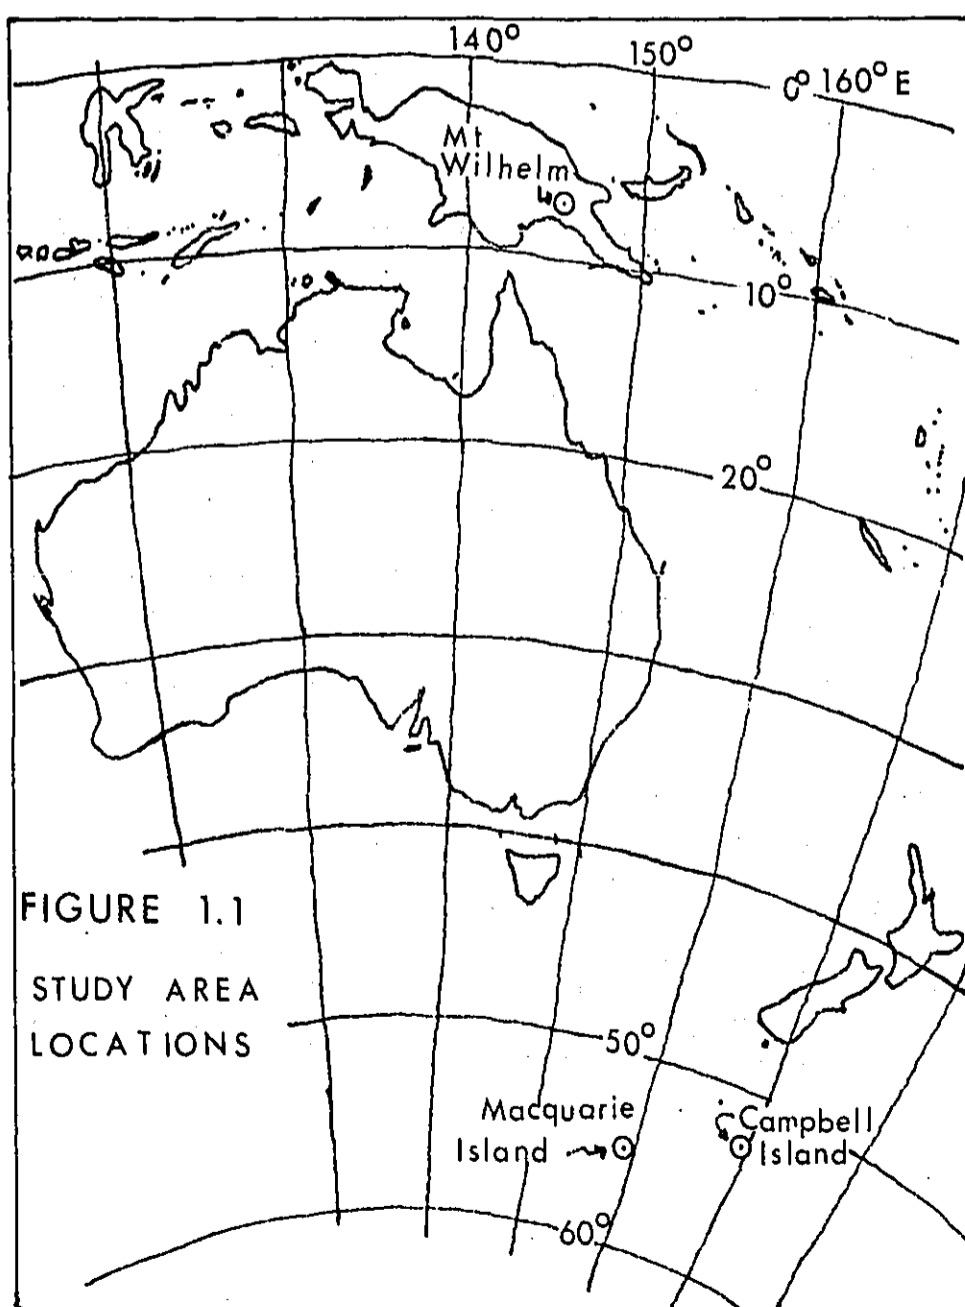 140°
150°
0° 160° E
Mt
Wilhelm
10°
20°
FIGURE 1.1
STUDY AREA
LOCATIONS
50°
Macquarie
Island
Campbell
Island
60°